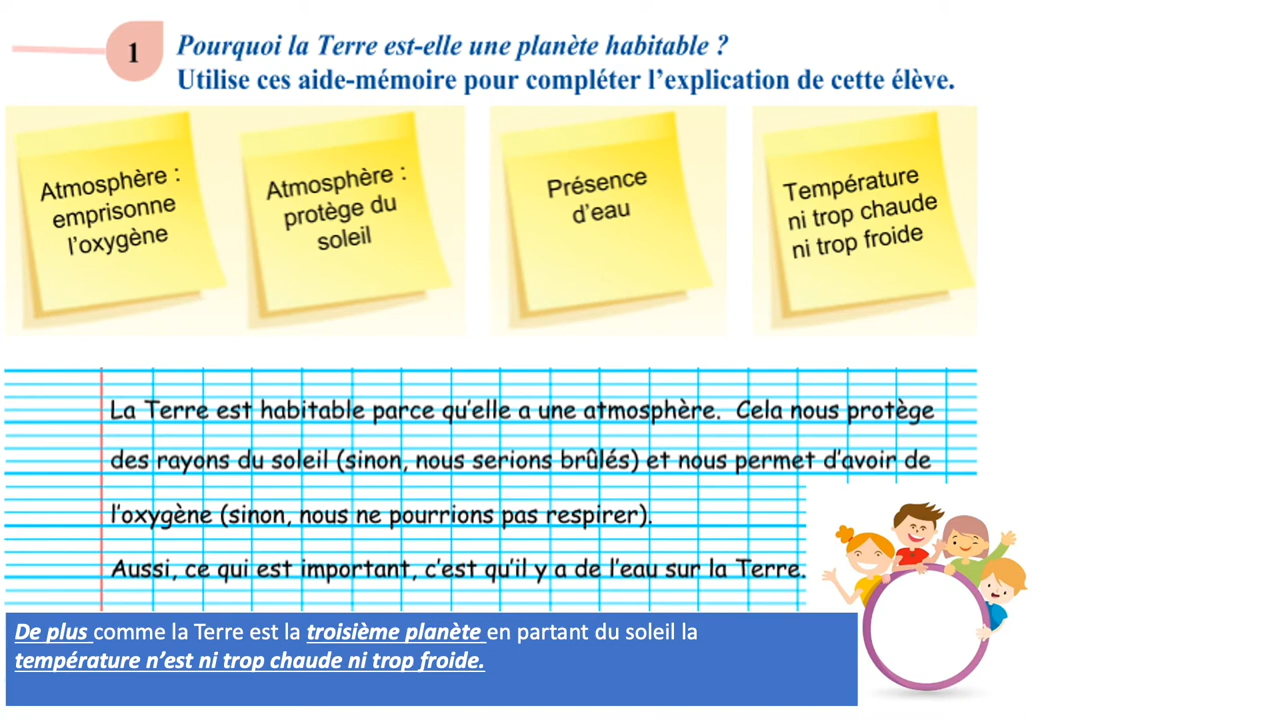 1
Pourquoi la Terre est-elle une planète habitable ?
Utilise ces aide-mémoire pour compléter l’explication de cette élève.
Atmosphère :
emprisonne
l’oxygène
Atmosphère :
protège du
soleil
Présence
d’eau
Température
ni trop chaude
ni trop froide
La Terre est habitable parce qu’elle a une atmosphère. Cela nous protège
des rayons du soleil (sinon, nous serions brûlés) et nous permet d’avoir de
l’oxygène (sinon, nous ne pourrions pas respirer).
Aussi, ce qui est important, c’est qu’il y a de l’eau sur la Terre.
De plus comme la Terre est la troisième planète en partant du soleil la
température n’est ni trop chaude ni trop froide.